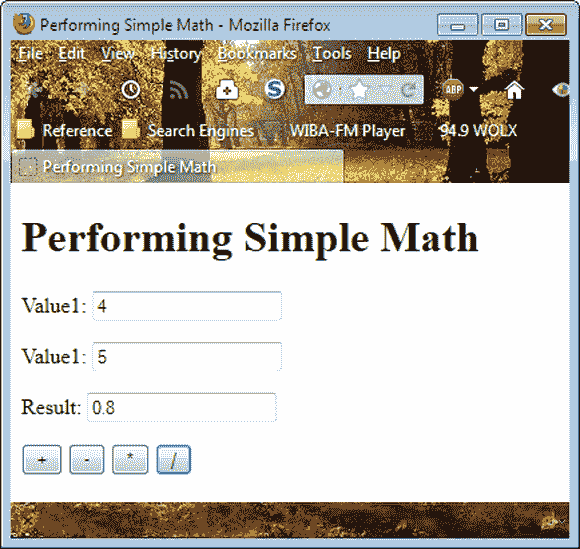 Performing Simple Math - Mozilla Firefox
File Edit View History Bookmarks Tools Help
S ABP
Reference Search Engines WIBA-FM Player 94.9 WOLX
Performing Simple Math
Performing Simple Math
Value1: 4
Value1: 5
Result: 0.8
+ - * /